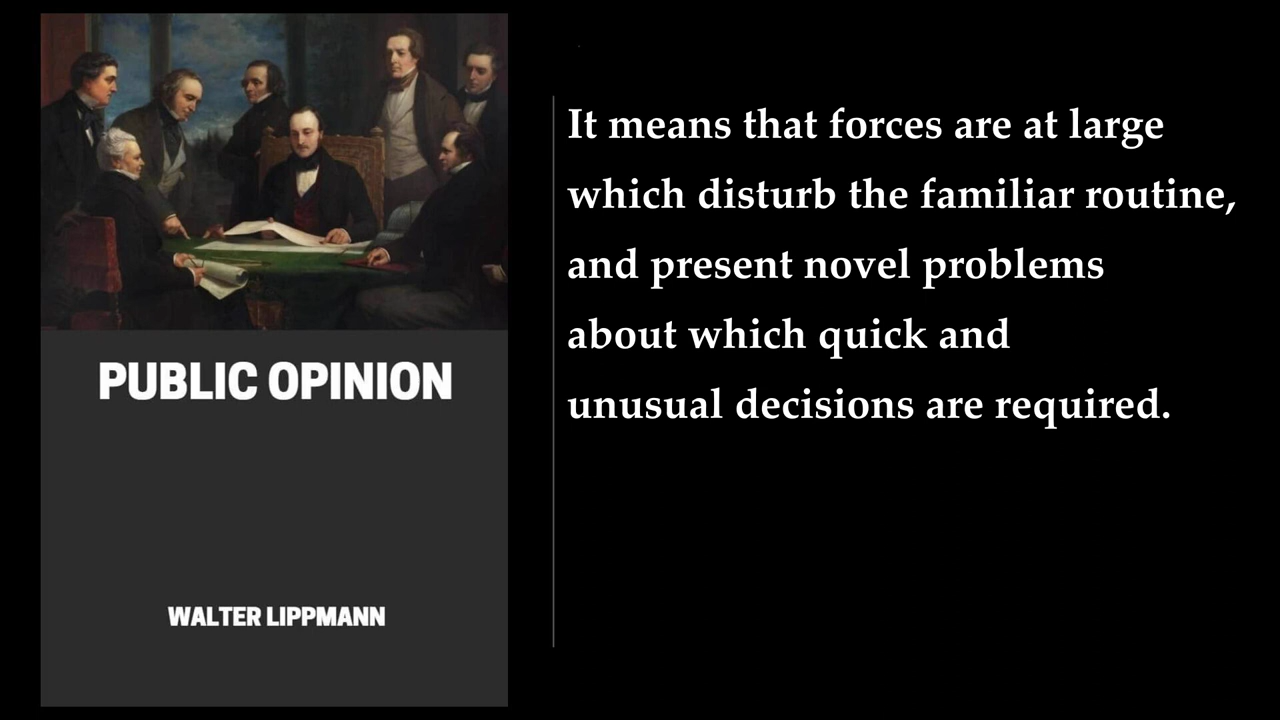 PUBLIC OPINION
WALTER LIPPMANN
It means that forces are at large
which disturb the familiar routine,
and present novel problems
about which quick and
unusual decisions are required.